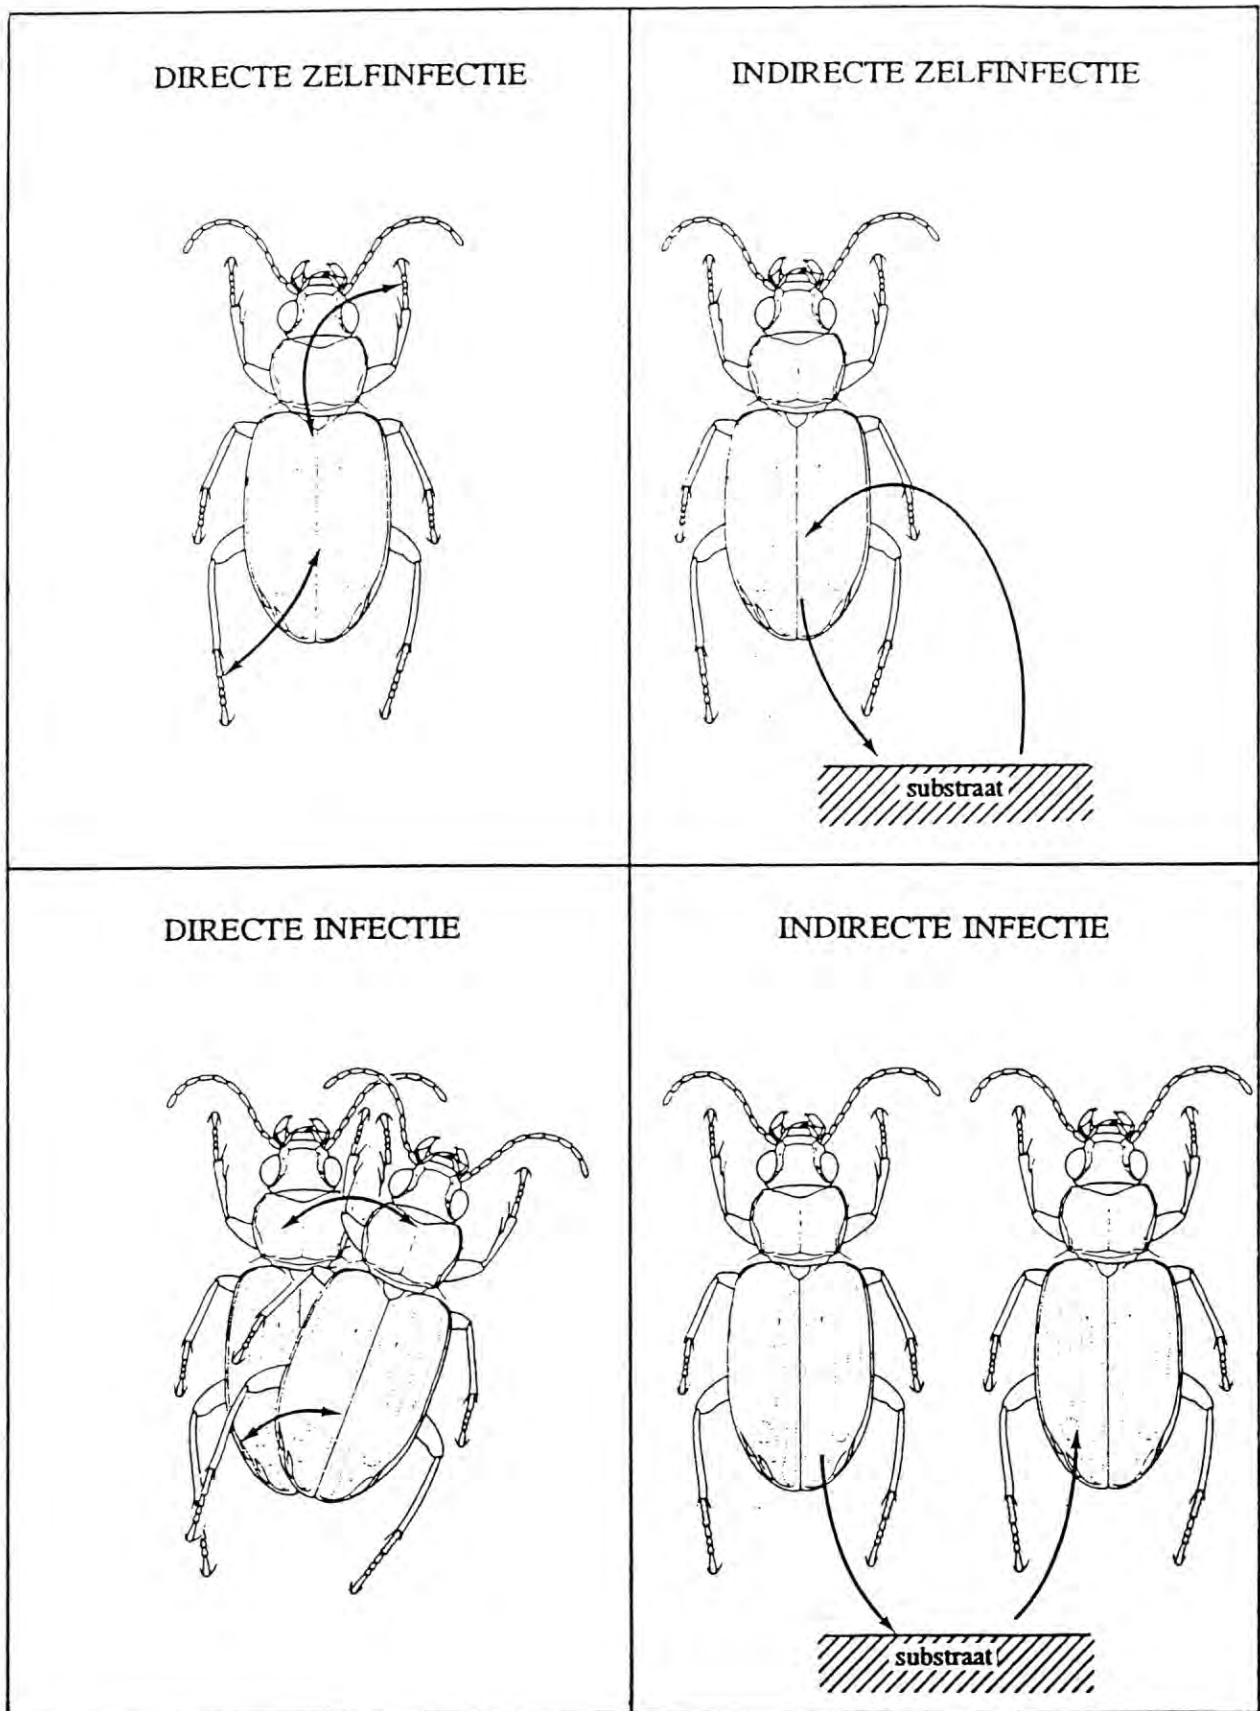 DIRECTE ZELFINFECTIE
INDIRECTE ZELFINFECTIE
substraat
DIRECTE INFECTIE
INDIRECTE INFECTIE
substraat